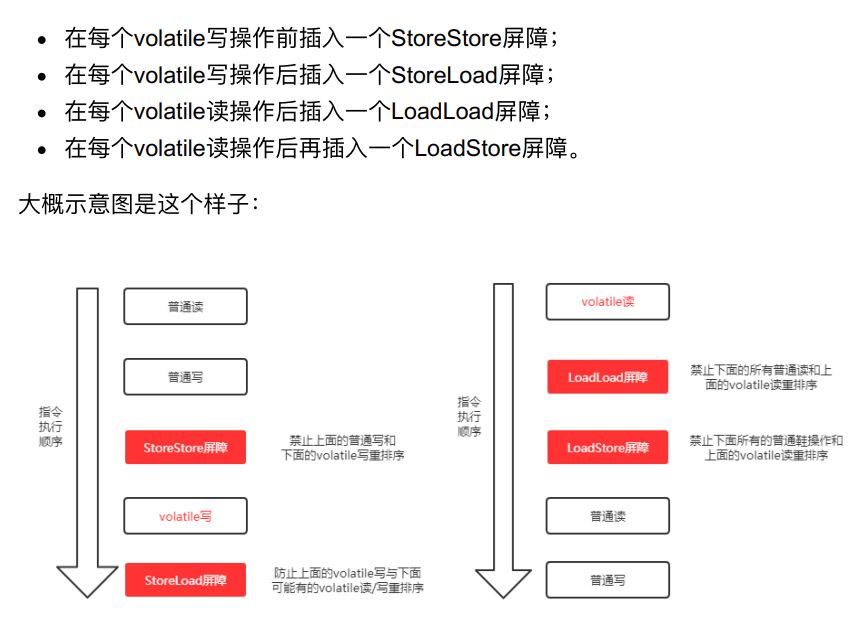 在每个volatile写操作前插入一个StoreStore屏障；
在每个volatile写操作后插入一个StoreLoad屏障；
在每个volatile读操作后插入一个LoadLoad屏障；
在每个volatile读操作后再插入一个LoadStore屏障。
大概示意图是这个样子：
指令
执行
顺序
普通读
普通写
StoreStore屏障
禁止上面的普通写和
下面的volatile写重排序
volatile写
StoreLoad屏障
防止上面的volatile写与下面
可能有的volatile读/写重排序
指令
执行
顺序
volatile读
LoadLoad屏障
禁止下面的所有普通读和上
面的volatile读重排序
LoadStore屏障
禁止下面所有的普通鞋操作和
上面的volatile读重排序
普通读
普通写